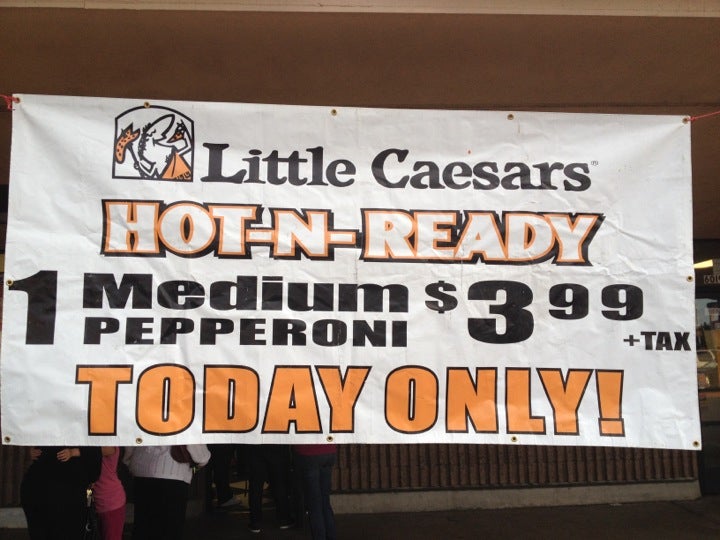 Little Caesars®
HOT-N-READY
1 Medium $3 99
PEPPERONI +TAX
TODAY ONLY!